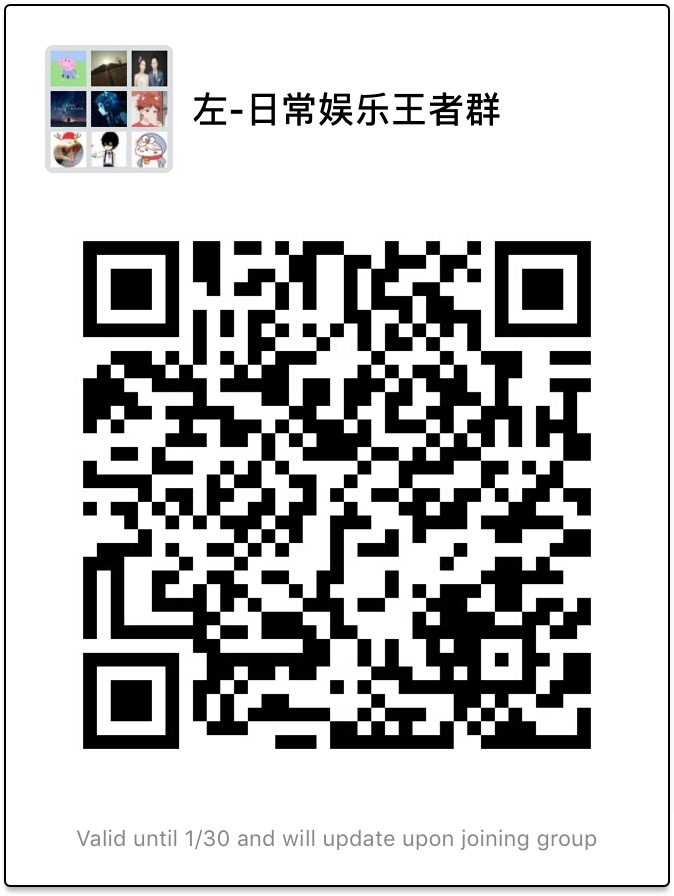 左-日常娱乐王者群
Valid until 1/30 and will update upon joining group